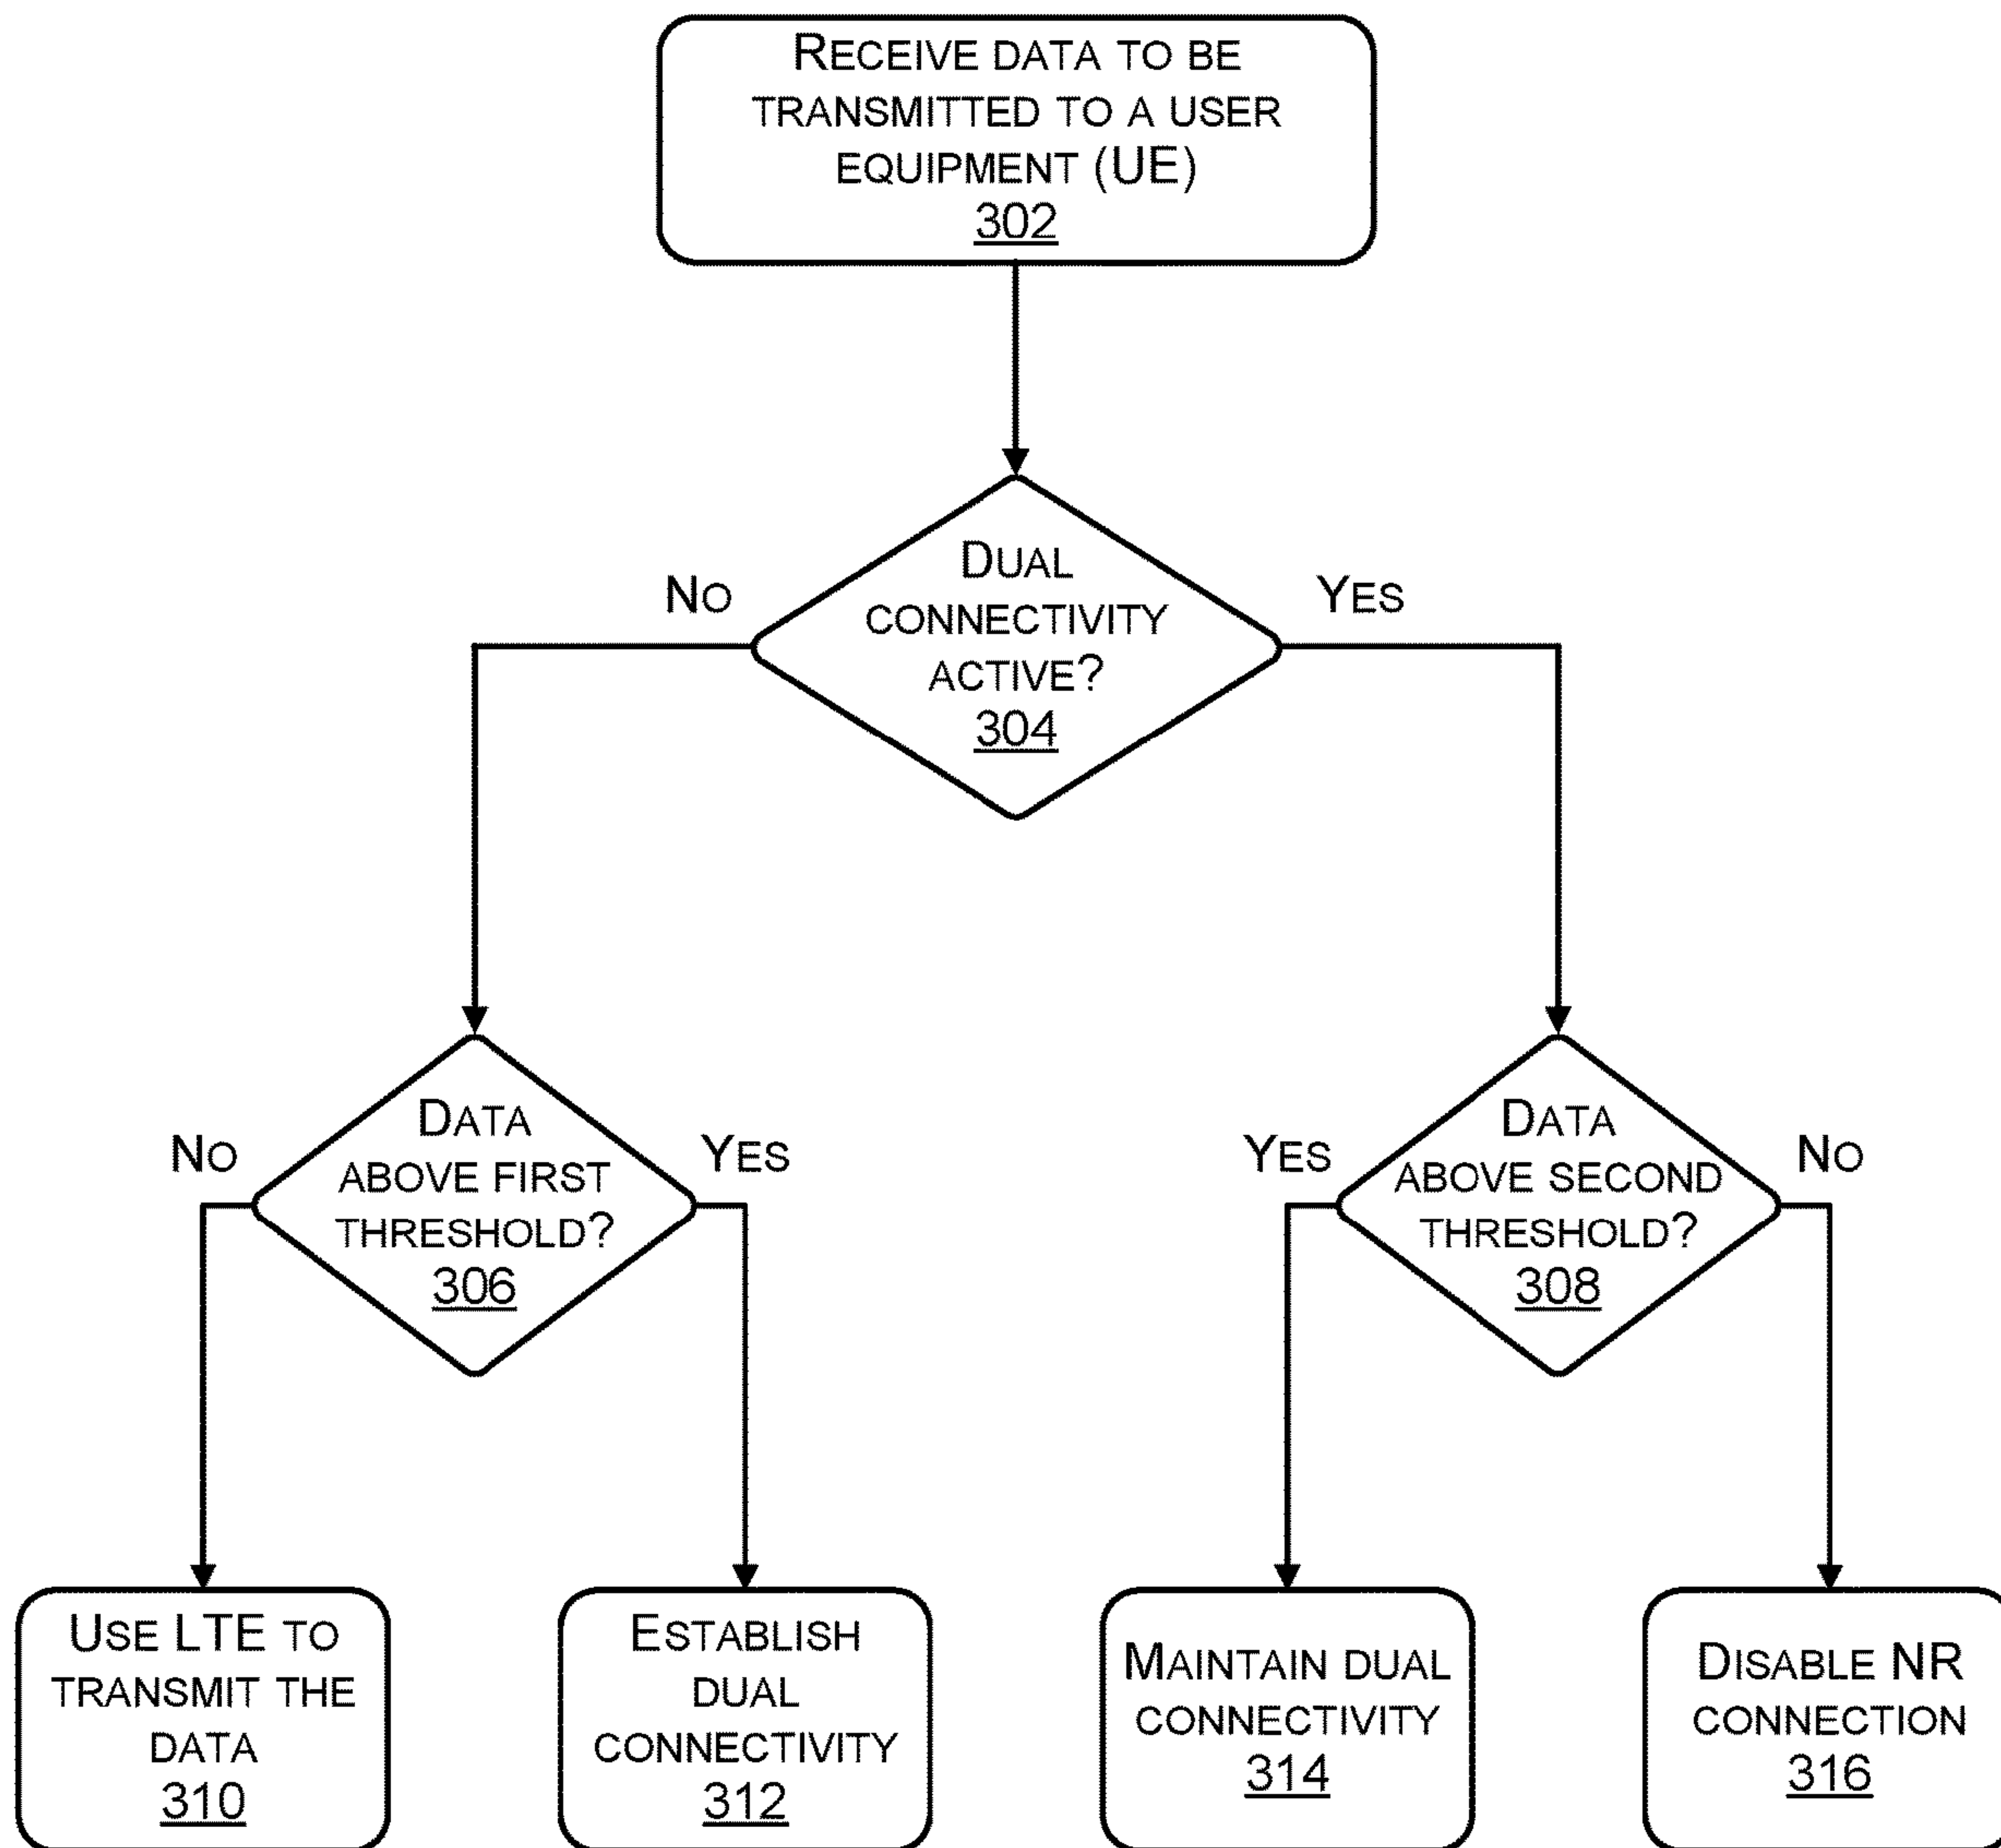 RECEIVE DATA TO BE
TRANSMITTED TO A USER
EQUIPMENT (UE)
302
DUAL
CONNECTIVITY
ACTIVE?
304
NO
YES
DATA
ABOVE FIRST
THRESHOLD?
306
NO
YES
DATA
ABOVE SECOND
THRESHOLD?
308
YES
NO
USE LTE TO
TRANSMIT THE
DATA
310
ESTABLISH
DUAL
CONNECTIVITY
312
MAINTAIN DUAL
CONNECTIVITY
314
DISABLE NR
CONNECTION
316